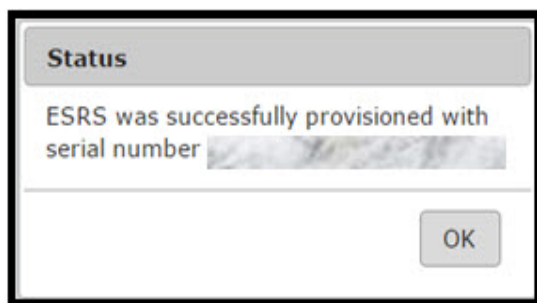 Status
ESRS was successfully provisioned with
serial number
OK